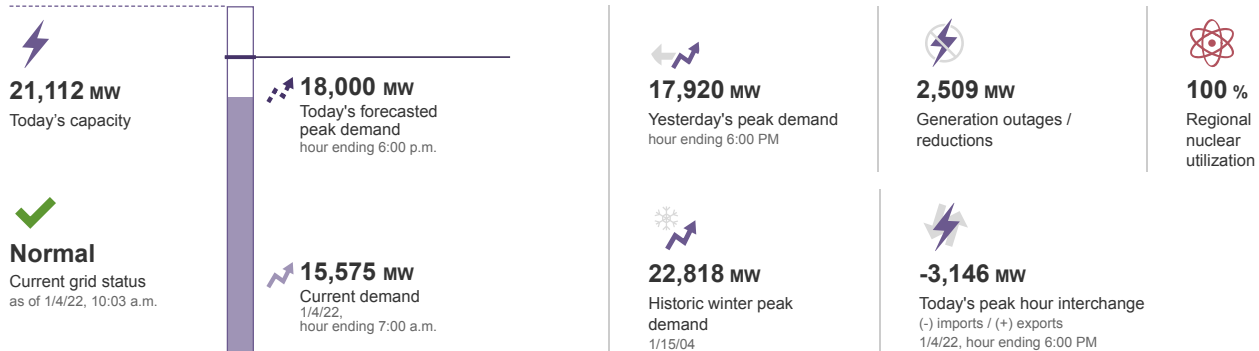 21,112 MW
Today's capacity
Normal
Current grid status
as of 1/4/22, 10:03 a.m.
18,000 MW
Today's forecasted
peak demand
hour ending 6:00 p.m.
15,575 MW
Current demand
1/4/22,
hour ending 7:00 a.m.
17,920 MW
Yesterday's peak demand
hour ending 6:00 PM
2,509 MW
Generation outages /
reductions
100 %
Regional
nuclear
utilization
22,818 MW
Historic winter peak
demand
1/15/04
-3,146 MW
Today's peak hour interchange
(-) imports / (+) exports
1/4/22, hour ending 6:00 PM